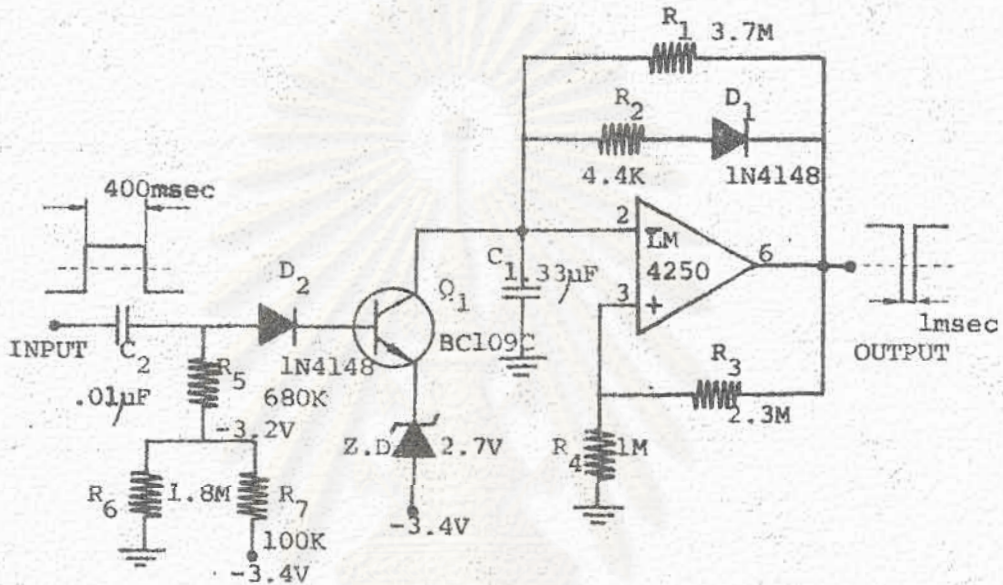 R1 3.7M
R2
D1
4.4K
1N4148
400msec
2
LM
4250
6
3
+
C1 .33µF
D2
Q1
BC109C
1msec
INPUT
C2
.01µF
R5
1N4148
680K
OUTPUT
R3
2.3M
-3.2V
Z.D
2.7V
R4
1M
R6
1.8M
R7
100K
-3.4V
-3.4V